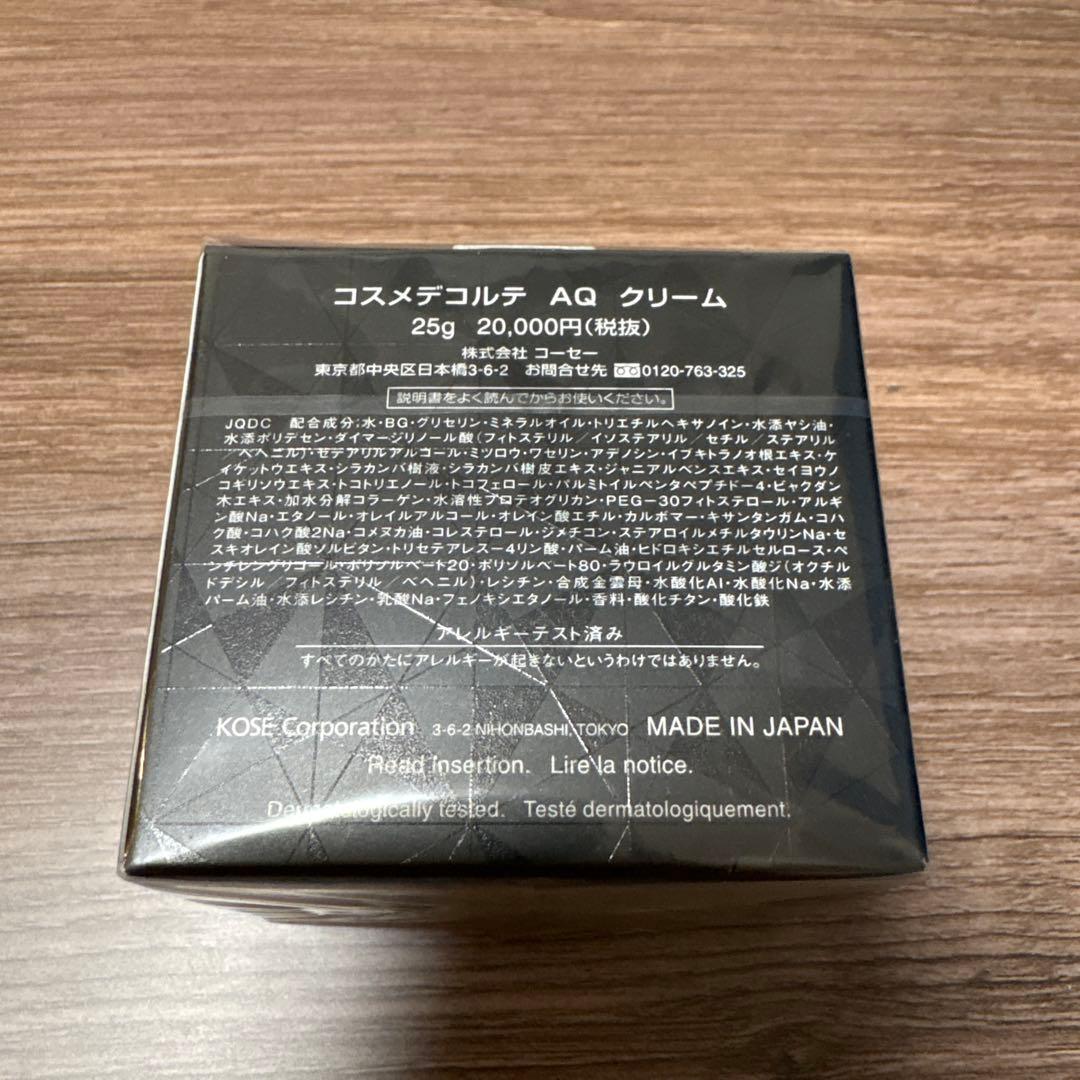 コスメデコルテ AQ クリーム
25g 20,000円(税抜)
株式会社 コーセー
東京都中央区日本橋3-6-2 お問合せ先 0120-763-325
説明書をよく読んでからお使いください。
JQDC 配合成分;水・BG・グリセリン・ミネラルオイル・トリエチルヘキサノイン・水添ヤシ油・
水添ポリデセン・ダイマージリノール酸(フィトステリル/イソステアリル/セチル/ステアリル
/ベヘニル)・セテアリルアルコール・ミツロウ・ワセリン・アデノシン・イブキトラノオ根エキス・ケ
イケットウエキス・シラカンバ樹液・シラカンバ樹皮エキス・ジャニアルベンスエキス・セイヨウノ
コギリソウエキス・トコトリエノール・トコフェロール・パルミトイルペンタペプチド-4・ビャクダン
木エキス・加水分解コラーゲン・水溶性プロテオグリカン・PEG-30フィトステロール・アルギ
ン酸Na・エタノール・オレイルアルコール・オレイン酸エチル・カルボマー・キサンタンガム・コハ
ク酸・コハク酸2Na・コメヌカ油・コレステロール・ジメチコン・ステアロイルメチルタウリンNa・セ
スキオレイン酸ソルビタン・トリセテアレス-4リン酸・パーム油・ヒドロキシエチルセルロース・ペ
ンチレングリコール・ポリソルベート20・ポリソルベート80・ラウロイルグルタミン酸ジ(オクチル
ドデシル/フィトステリル/ベヘニル)・レシチン・合成金雲母・水酸化Al・水酸化Na・水添
パーム油・水添レシチン・乳酸Na・フェノキシエタノール・香料・酸化チタン・酸化鉄
アレルギーテスト済み
すべてのかたにアレルギーが起きないというわけではありません。
KOSÉ Corporation 3-6-2 NIHONBASHI, TOKYO MADE IN JAPAN
Read insertion. Lire la notice.
Dermatologically tested. Testé dermatologiquement.